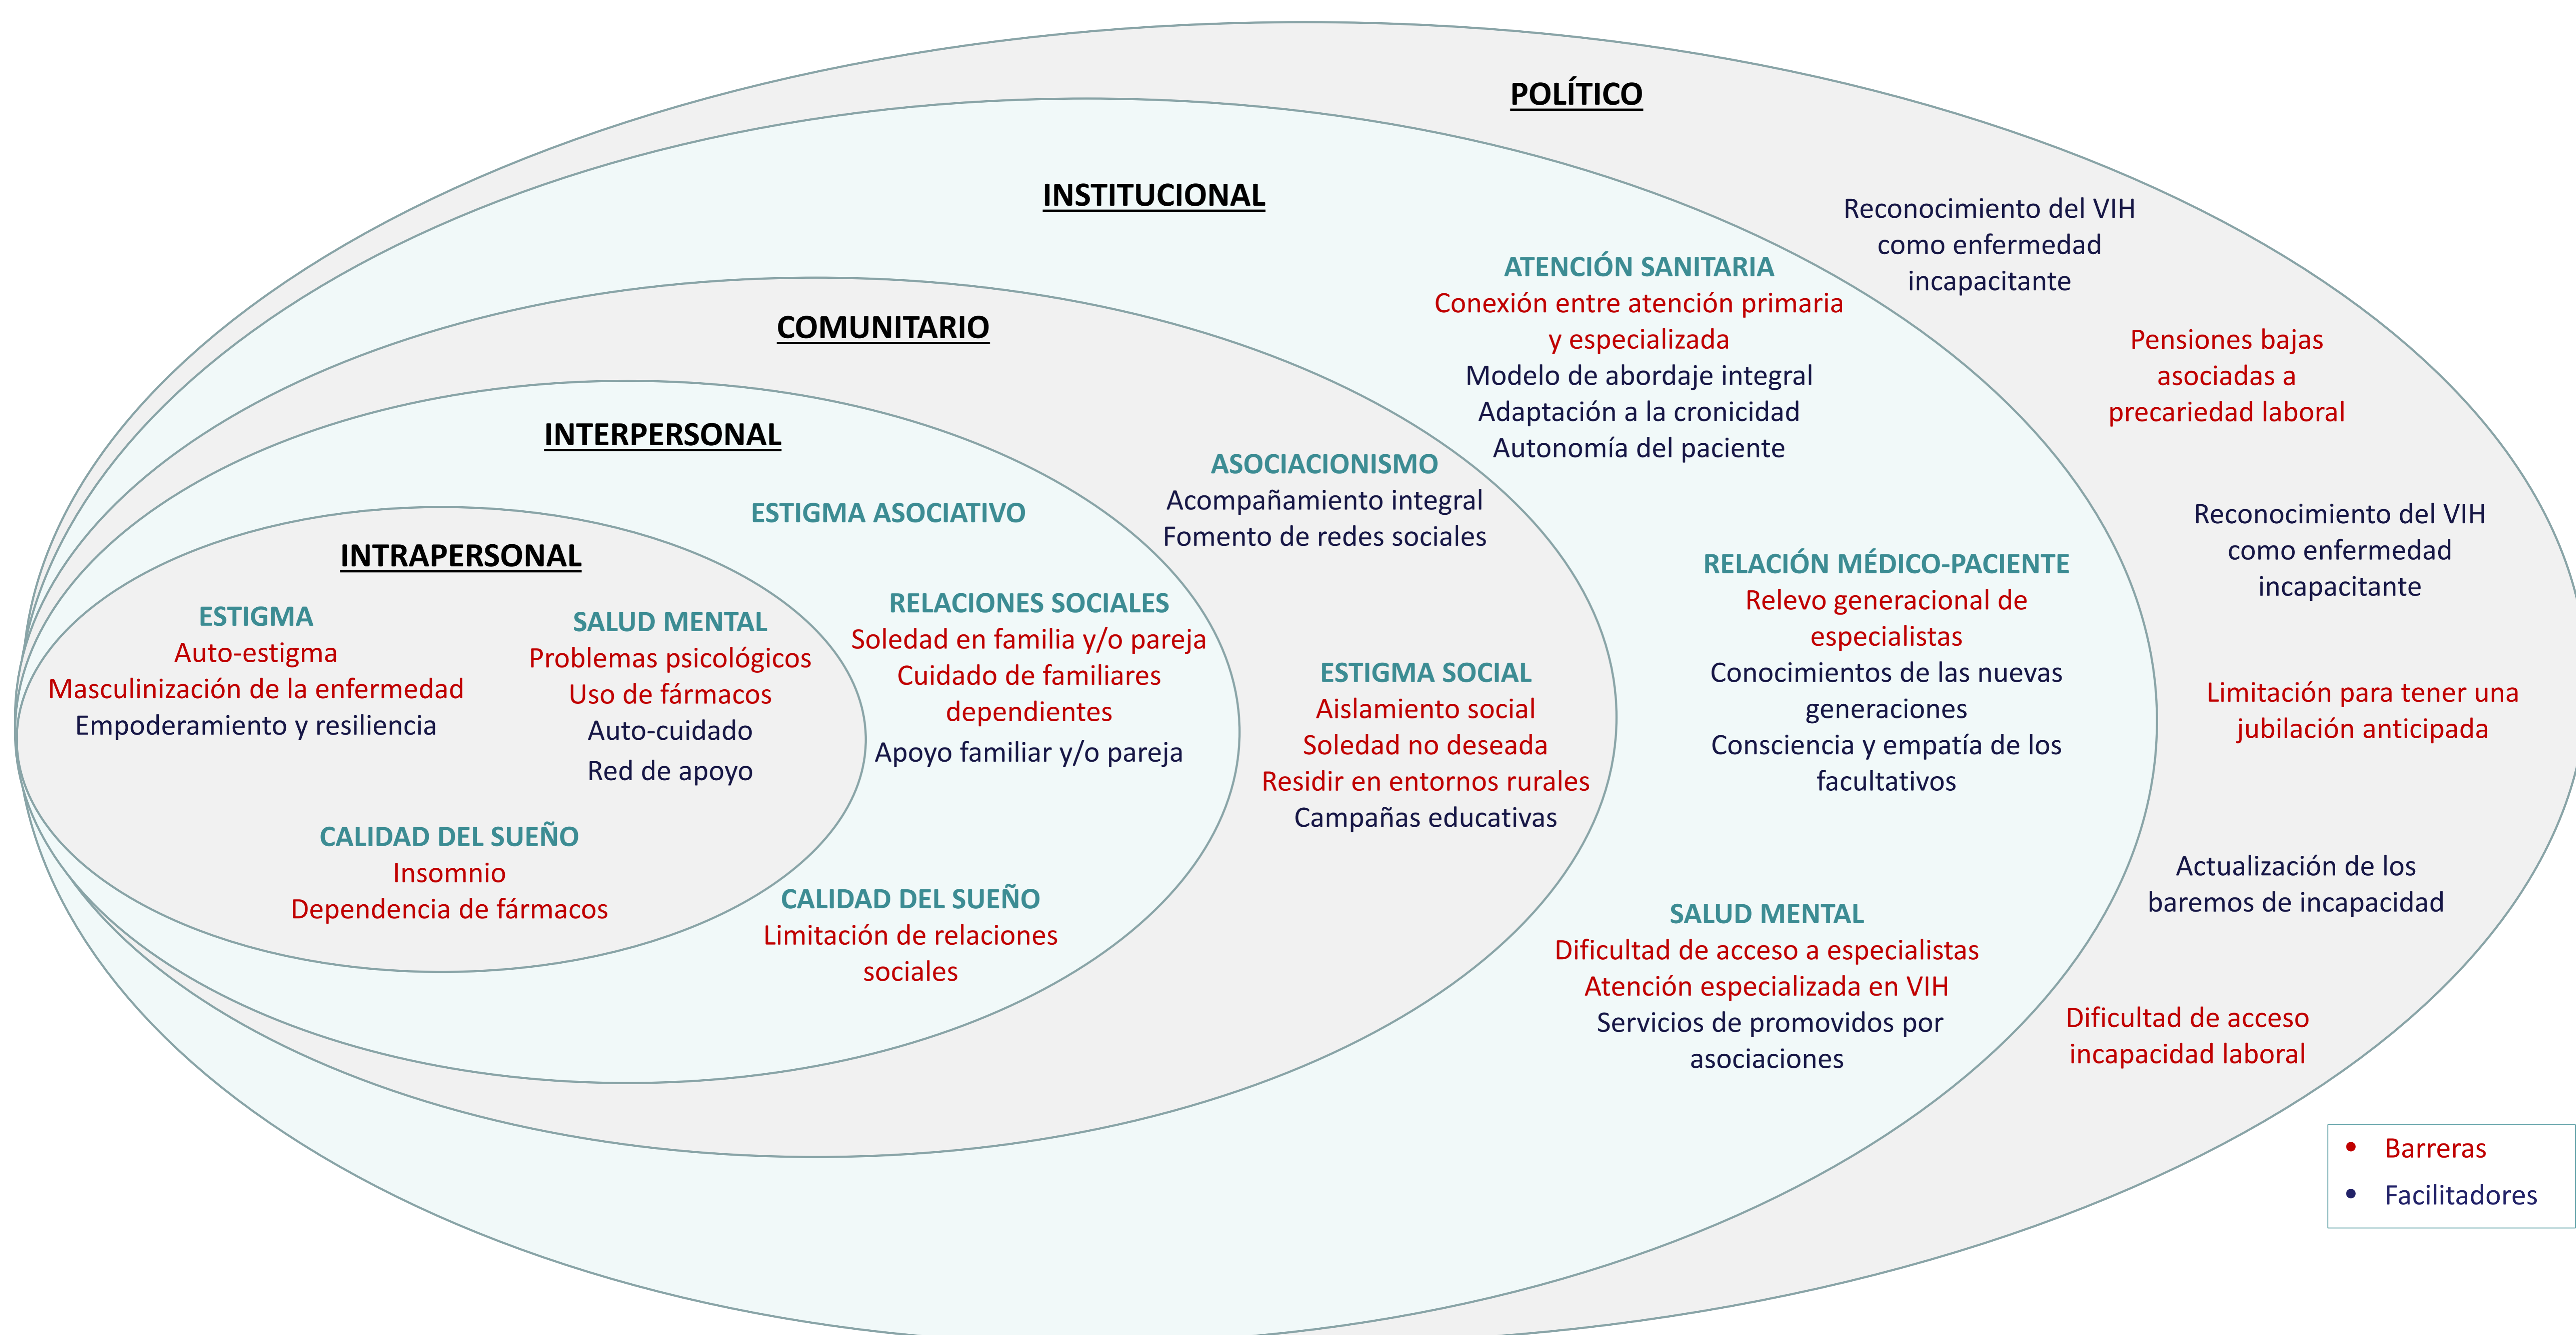 POLÍTICO
INSTITUCIONAL
COMUNITARIO
INTERPERSONAL
INTRAPERSONAL
ESTIGMA
Auto-estigma
Masculinización de la enfermedad
Empoderamiento y resiliencia
SALUD MENTAL
Problemas psicológicos
Uso de fármacos
Auto-cuidado
Red de apoyo
CALIDAD DEL SUEÑO
Insomnio
Dependencia de fármacos
ESTIGMA ASOCIATIVO
RELACIONES SOCIALES
Soledad en familia y/o pareja
Cuidado de familiares
dependientes
Apoyo familiar y/o pareja
CALIDAD DEL SUEÑO
Limitación de relaciones
sociales
ASOCIACIONISMO
Acompañamiento integral
Fomento de redes sociales
ESTIGMA SOCIAL
Aislamiento social
Soledad no deseada
Residir en entornos rurales
Campañas educativas
ATENCIÓN SANITARIA
Conexión entre atención primaria
y especializada
Modelo de abordaje integral
Adaptación a la cronicidad
Autonomía del paciente
RELACIÓN MÉDICO-PACIENTE
Relevo generacional de
especialistas
Conocimientos de las nuevas
generaciones
Consciencia y empatía de los
facultativos
SALUD MENTAL
Dificultad de acceso a especialistas
Atención especializada en VIH
Servicios de promovidos por
asociaciones
Reconocimiento del VIH
como enfermedad
incapacitante
Pensiones bajas
asociadas a
precariedad laboral
Reconocimiento del VIH
como enfermedad
incapacitante
Limitación para tener una
jubilación anticipada
Actualización de los
baremos de incapacidad
Dificultad de acceso
incapacidad laboral
• Barreras
• Facilitadores